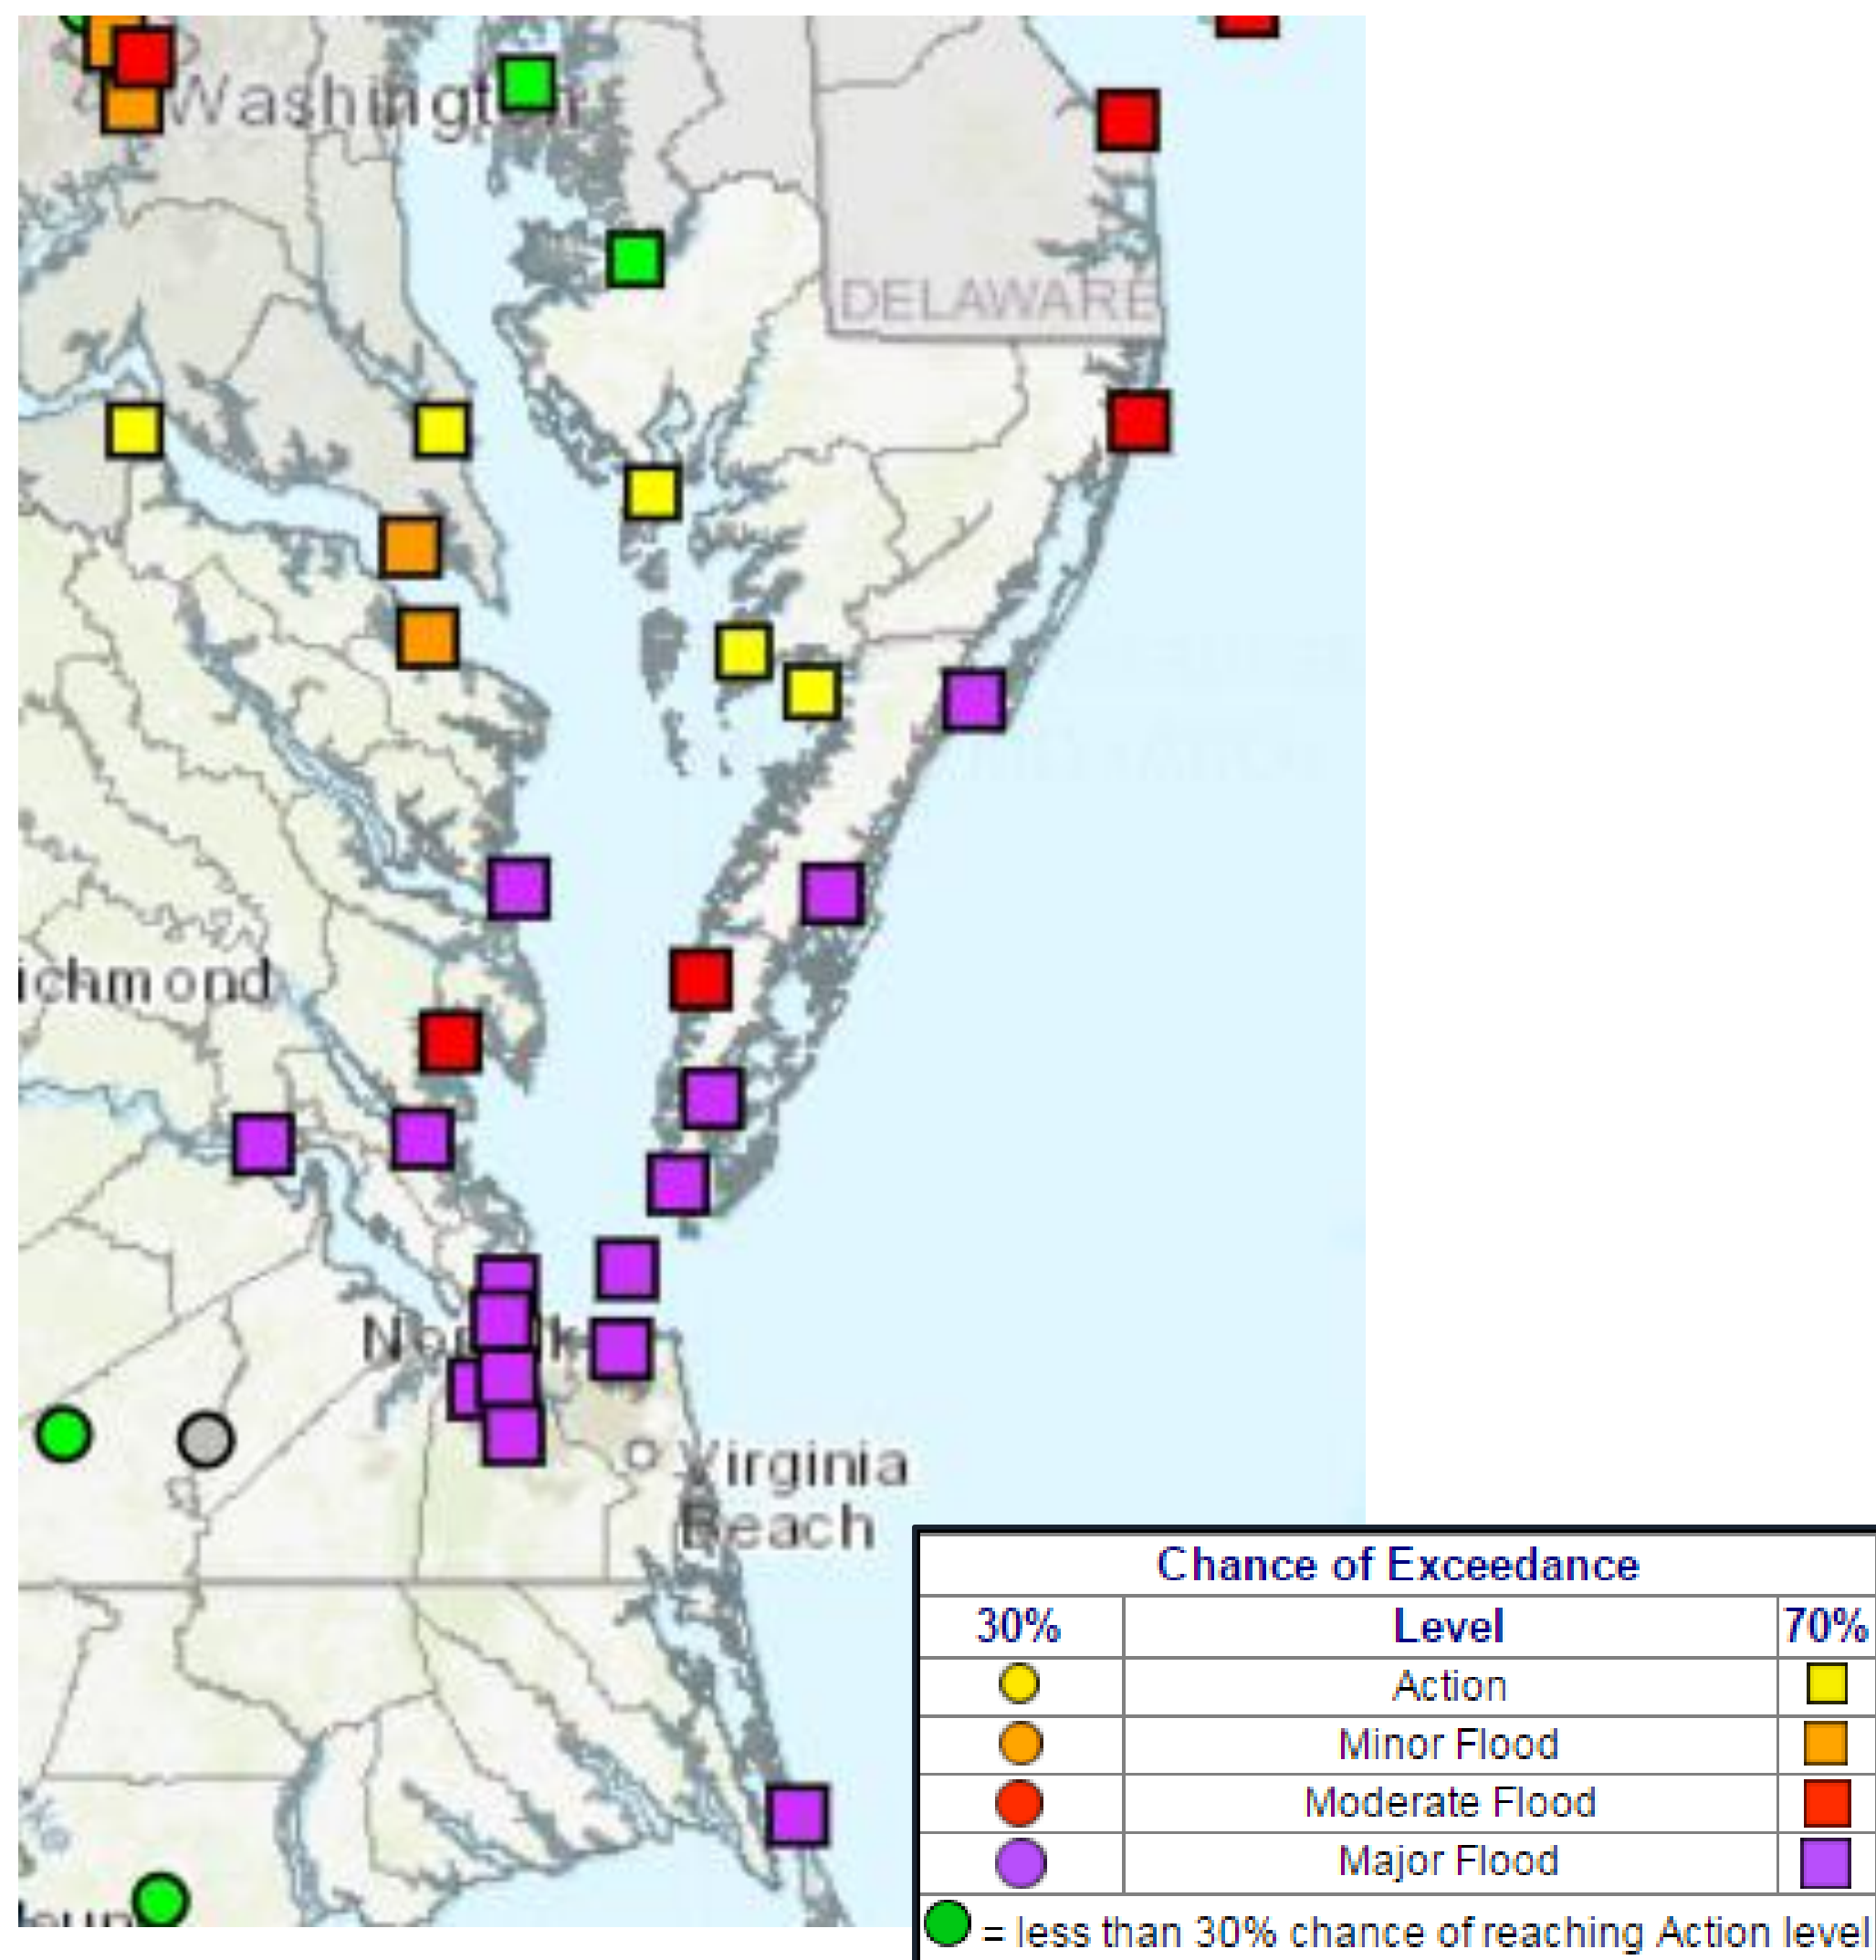 Washington
DELAWARE
ichmond
Norfolk
Virginia
Beach
Chance of Exceedance
30% Level 70%
Action
Minor Flood
Moderate Flood
Major Flood
= less than 30% chance of reaching Action level